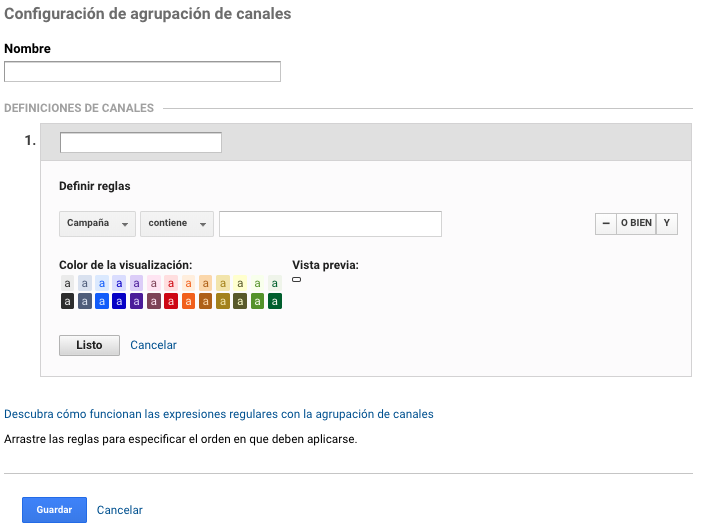 Configuración de agrupación de canales
Nombre
DEFINICIONES DE CANALES
1.
Definir reglas
Campaña contiene − O BIEN Y
Color de la visualización: Vista previa:
a a a a a a a a a a a a a
a a a a a a a a a a a a a
Listo Cancelar
Descubra cómo funcionan las expresiones regulares con la agrupación de canales
Arrastre las reglas para especificar el orden en que deben aplicarse.
Guardar Cancelar